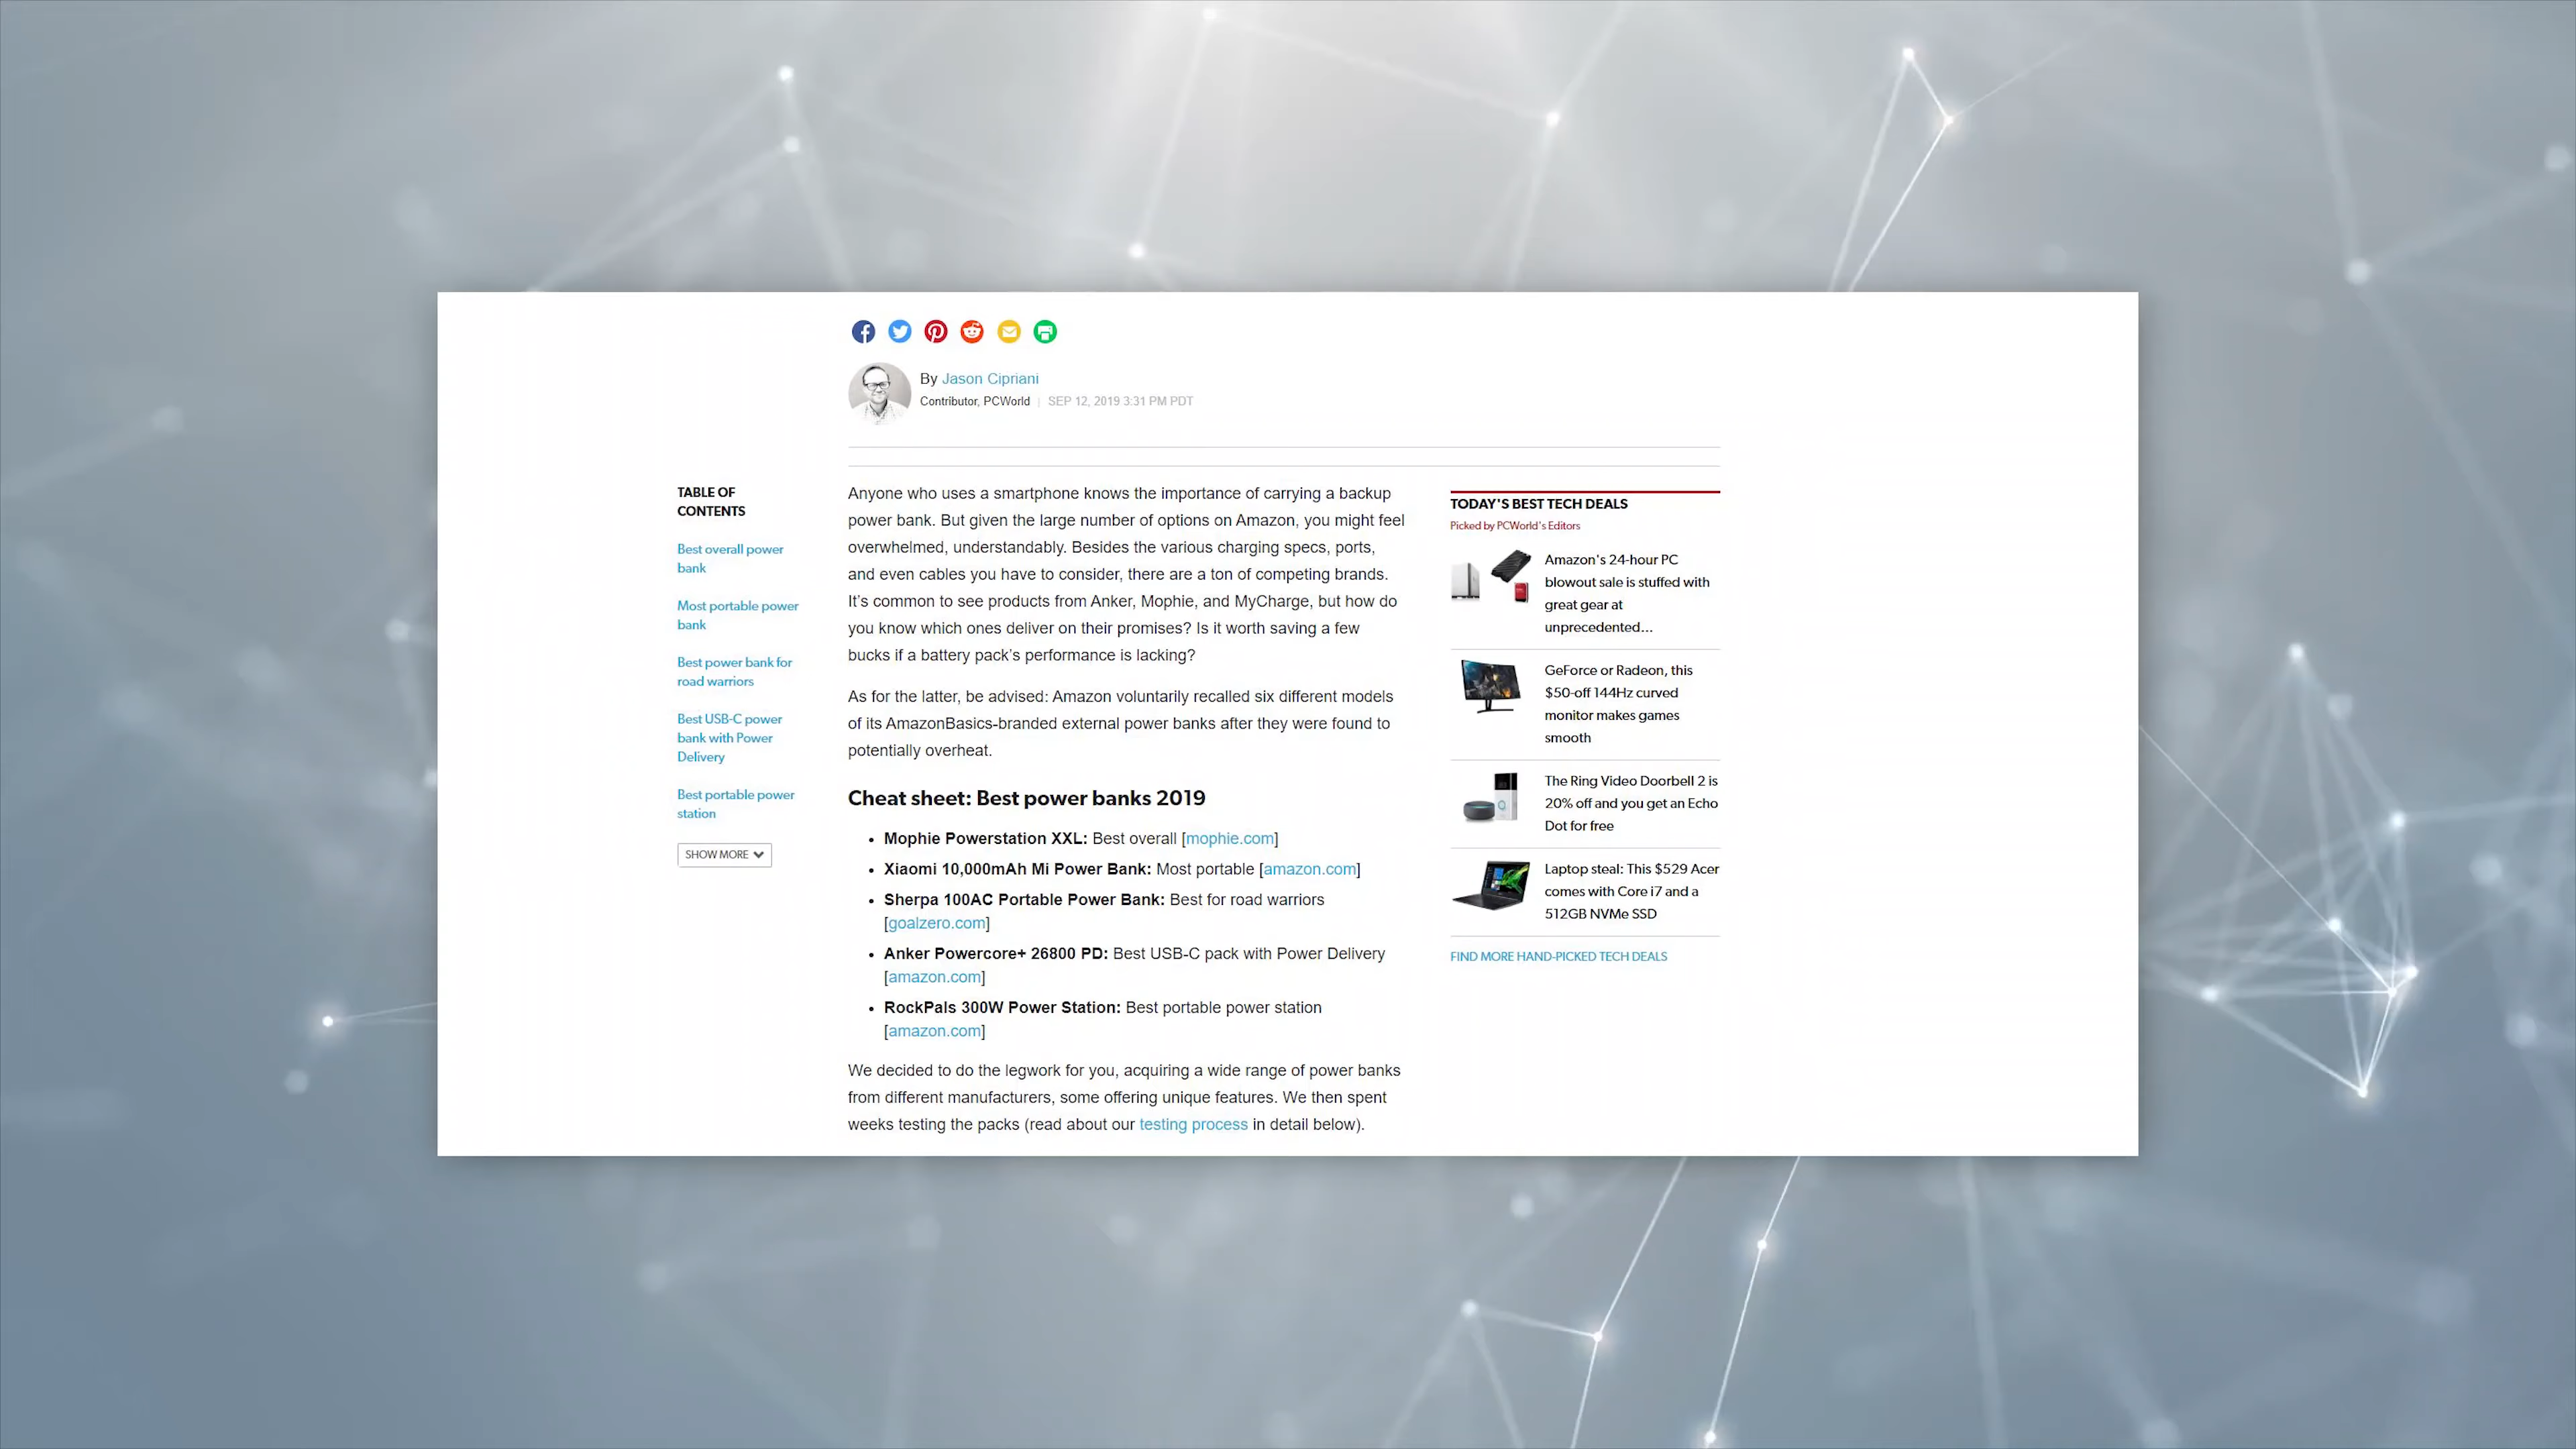 By Jason Cipriani
Contributor, PCWorld | SEP 12, 2019 3:31 PM PDT
TABLE OF
CONTENTS
Best overall power
bank
Most portable power
bank
Best power bank for
road warriors
Best USB-C power
bank with Power
Delivery
Best portable power
station
SHOW MORE
Anyone who uses a smartphone knows the importance of carrying a backup
power bank. But given the large number of options on Amazon, you might feel
overwhelmed, understandably. Besides the various charging specs, ports,
and even cables you have to consider, there are a ton of competing brands.
It's common to see products from Anker, Mophie, and MyCharge, but how do
you know which ones deliver on their promises? Is it worth saving a few
bucks if a battery pack's performance is lacking?
As for the latter, be advised: Amazon voluntarily recalled six different models
of its AmazonBasics-branded external power banks after they were found to
potentially overheat.
Cheat sheet: Best power banks 2019
• Mophie Powerstation XXL: Best overall [mophie.com]
• Xiaomi 10,000mAh Mi Power Bank: Most portable [amazon.com]
• Sherpa 100AC Portable Power Bank: Best for road warriors
[goalzero.com]
• Anker Powercore+ 26800 PD: Best USB-C pack with Power Delivery
[amazon.com]
• RockPals 300W Power Station: Best portable power station
[amazon.com]
We decided to do the legwork for you, acquiring a wide range of power banks
from different manufacturers, some offering unique features. We then spent
weeks testing the packs (read about our testing process in detail below).
TODAY'S BEST TECH DEALS
Picked by PCWorld's Editors
Amazon's 24-hour PC
blowout sale is stuffed with
great gear at
unprecedented...
GeForce or Radeon, this
$50-off 144Hz curved
monitor makes games
smooth
The Ring Video Doorbell 2 is
20% off and you get an Echo
Dot for free
Laptop steal: This $529 Acer
comes with Core i7 and a
512GB NVMe SSD
FIND MORE HAND-PICKED TECH DEALS